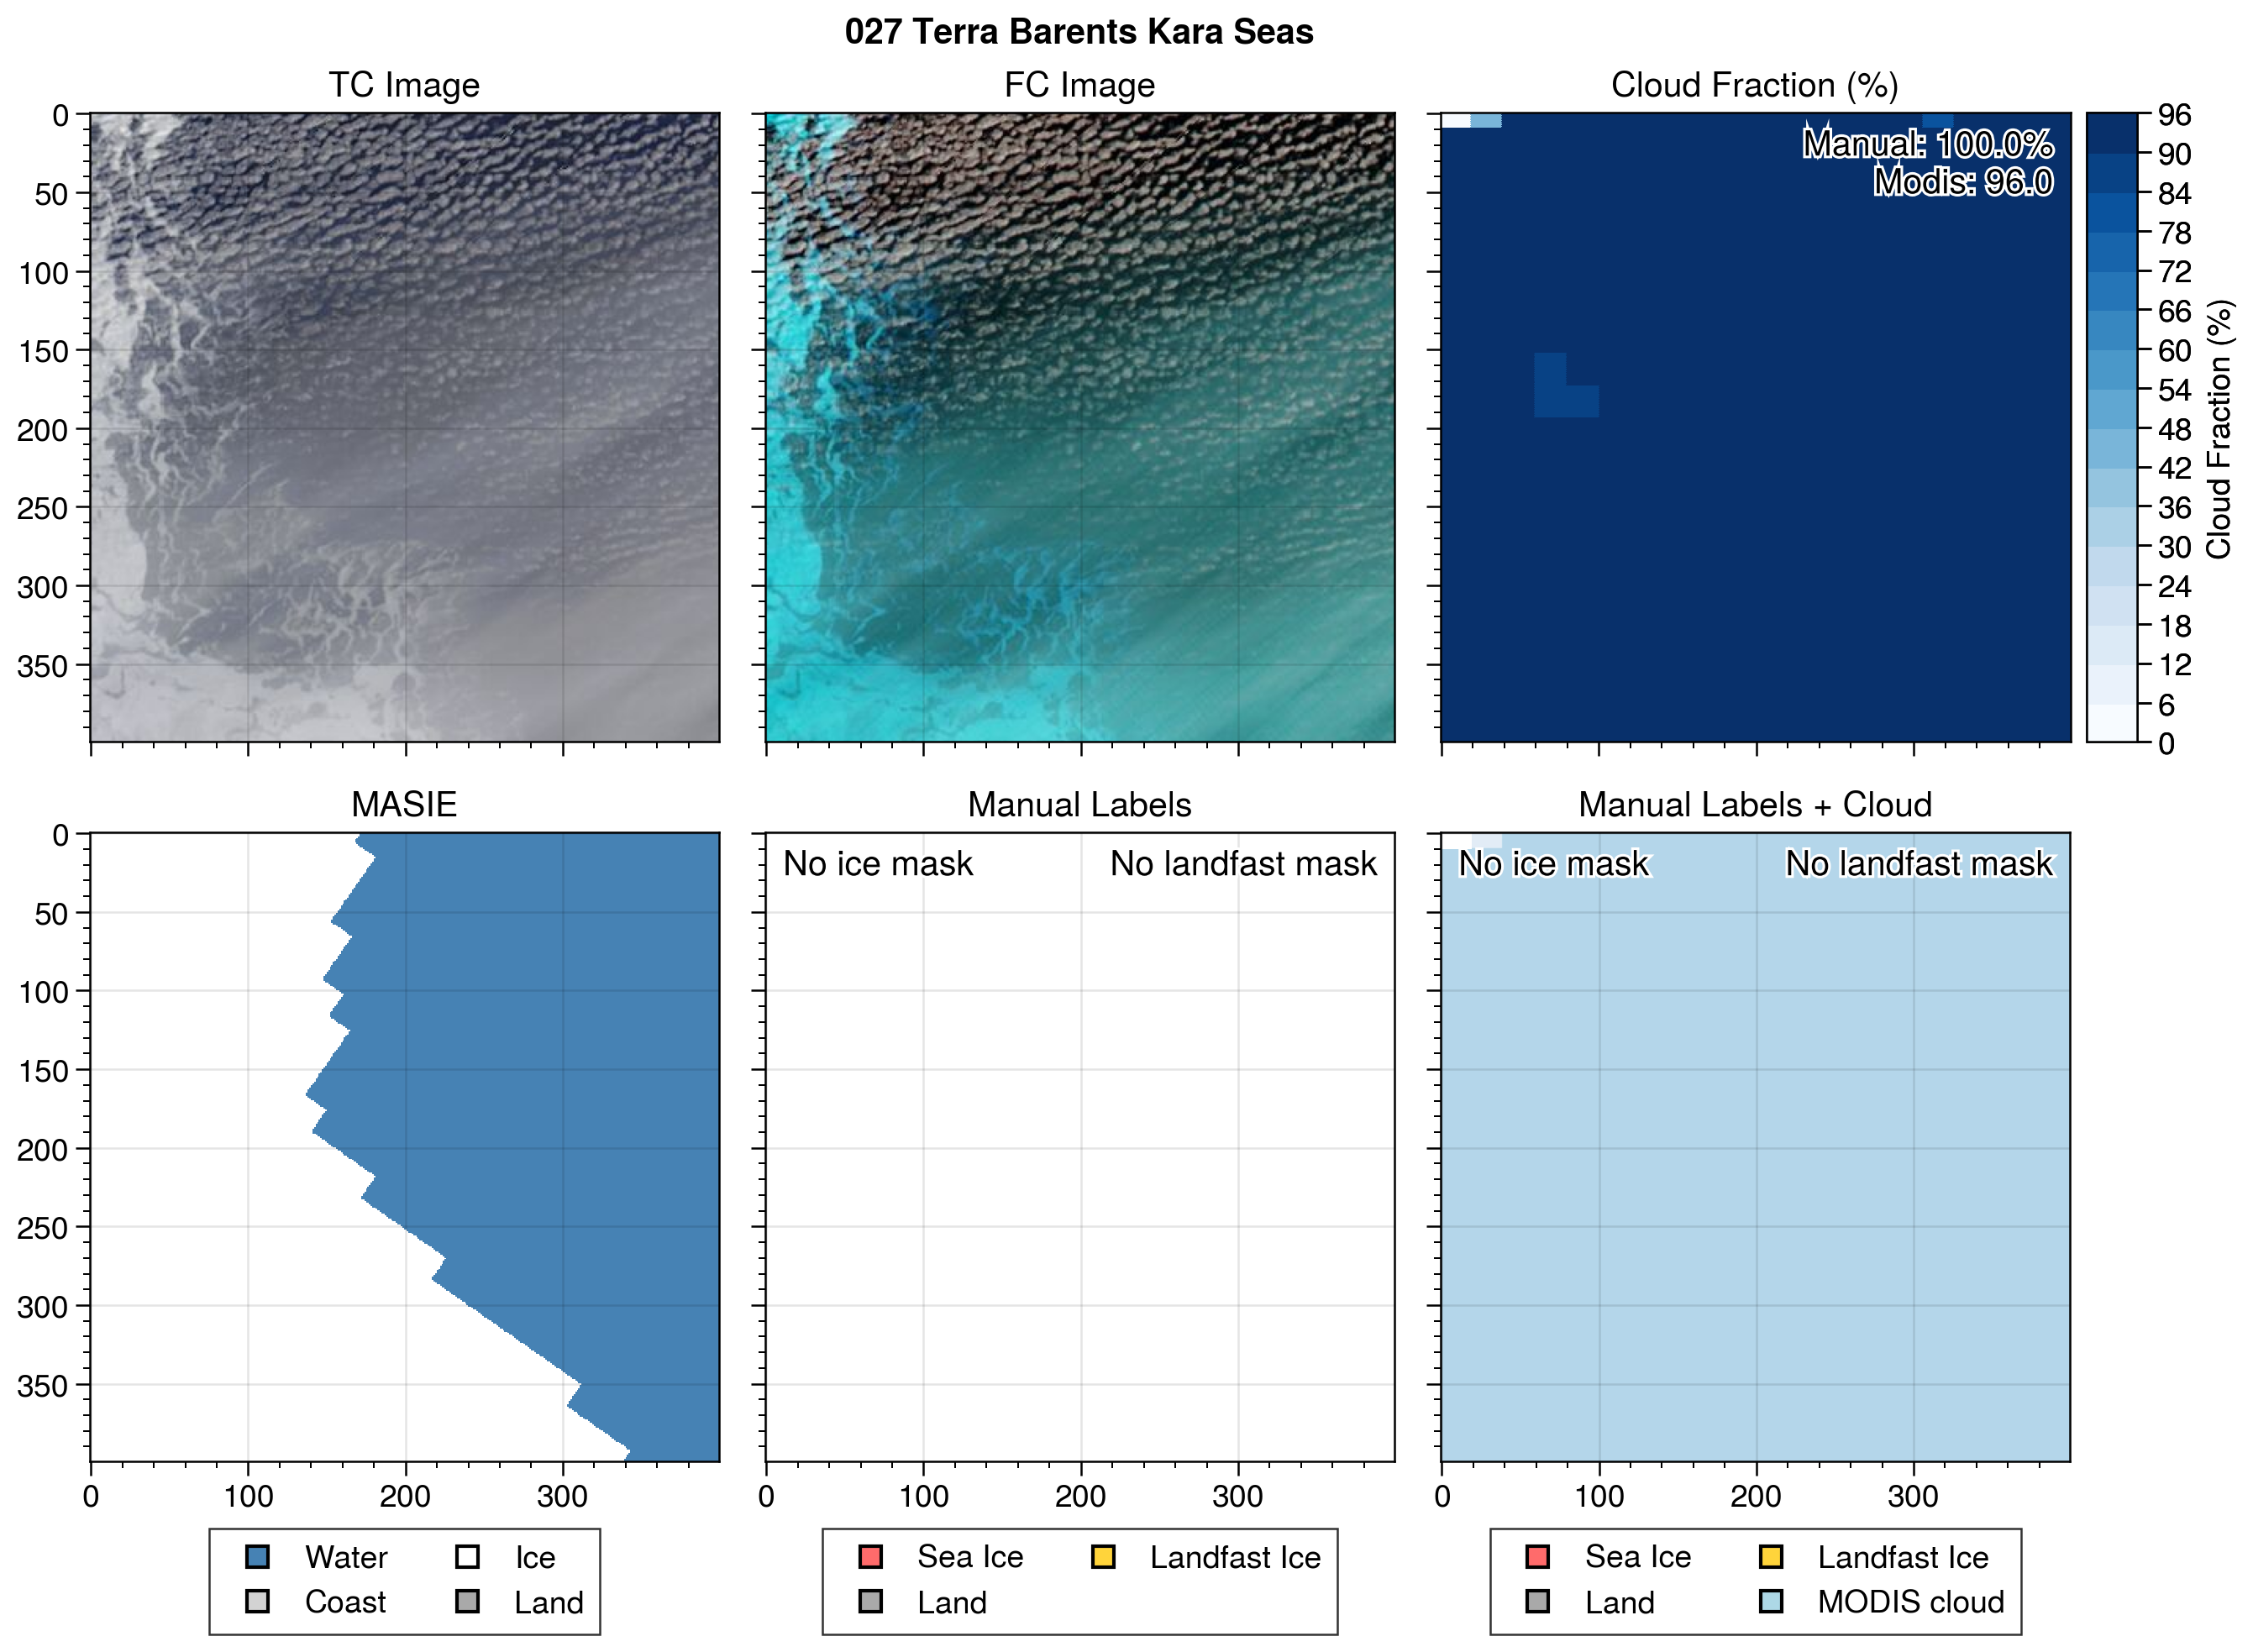 027 Terra Barents Kara Seas
TC Image
FC Image
Cloud Fraction (%)
0
50
100
150
200
250
300
350
Manual: 100.0%
Modis: 96.0
96
90
84
78
72
66
60
54
48
42
36
30
24
18
12
6
0
Cloud Fraction (%)
MASIE
Manual Labels
Manual Labels + Cloud
0
50
100
150
200
250
300
350
No ice mask
No landfast mask
No ice mask
No landfast mask
0 100 200 300
0 100 200 300
0 100 200 300
Water
Ice
Coast
Land
Sea Ice
Landfast Ice
Land
Sea Ice
Landfast Ice
Land
MODIS cloud